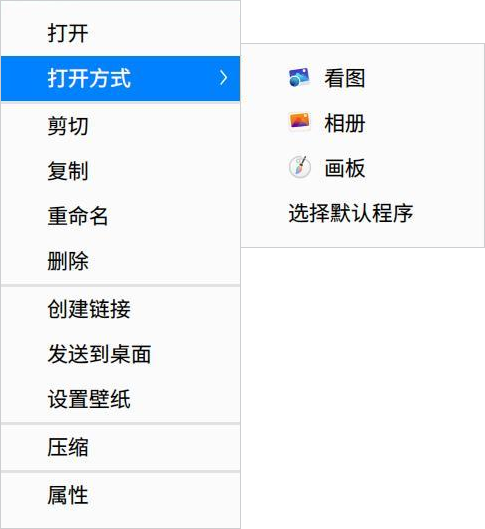 打开
打开方式
剪切
复制
重命名
删除
创建链接
发送到桌面
设置壁纸
压缩
属性
看图
相册
画板
选择默认程序